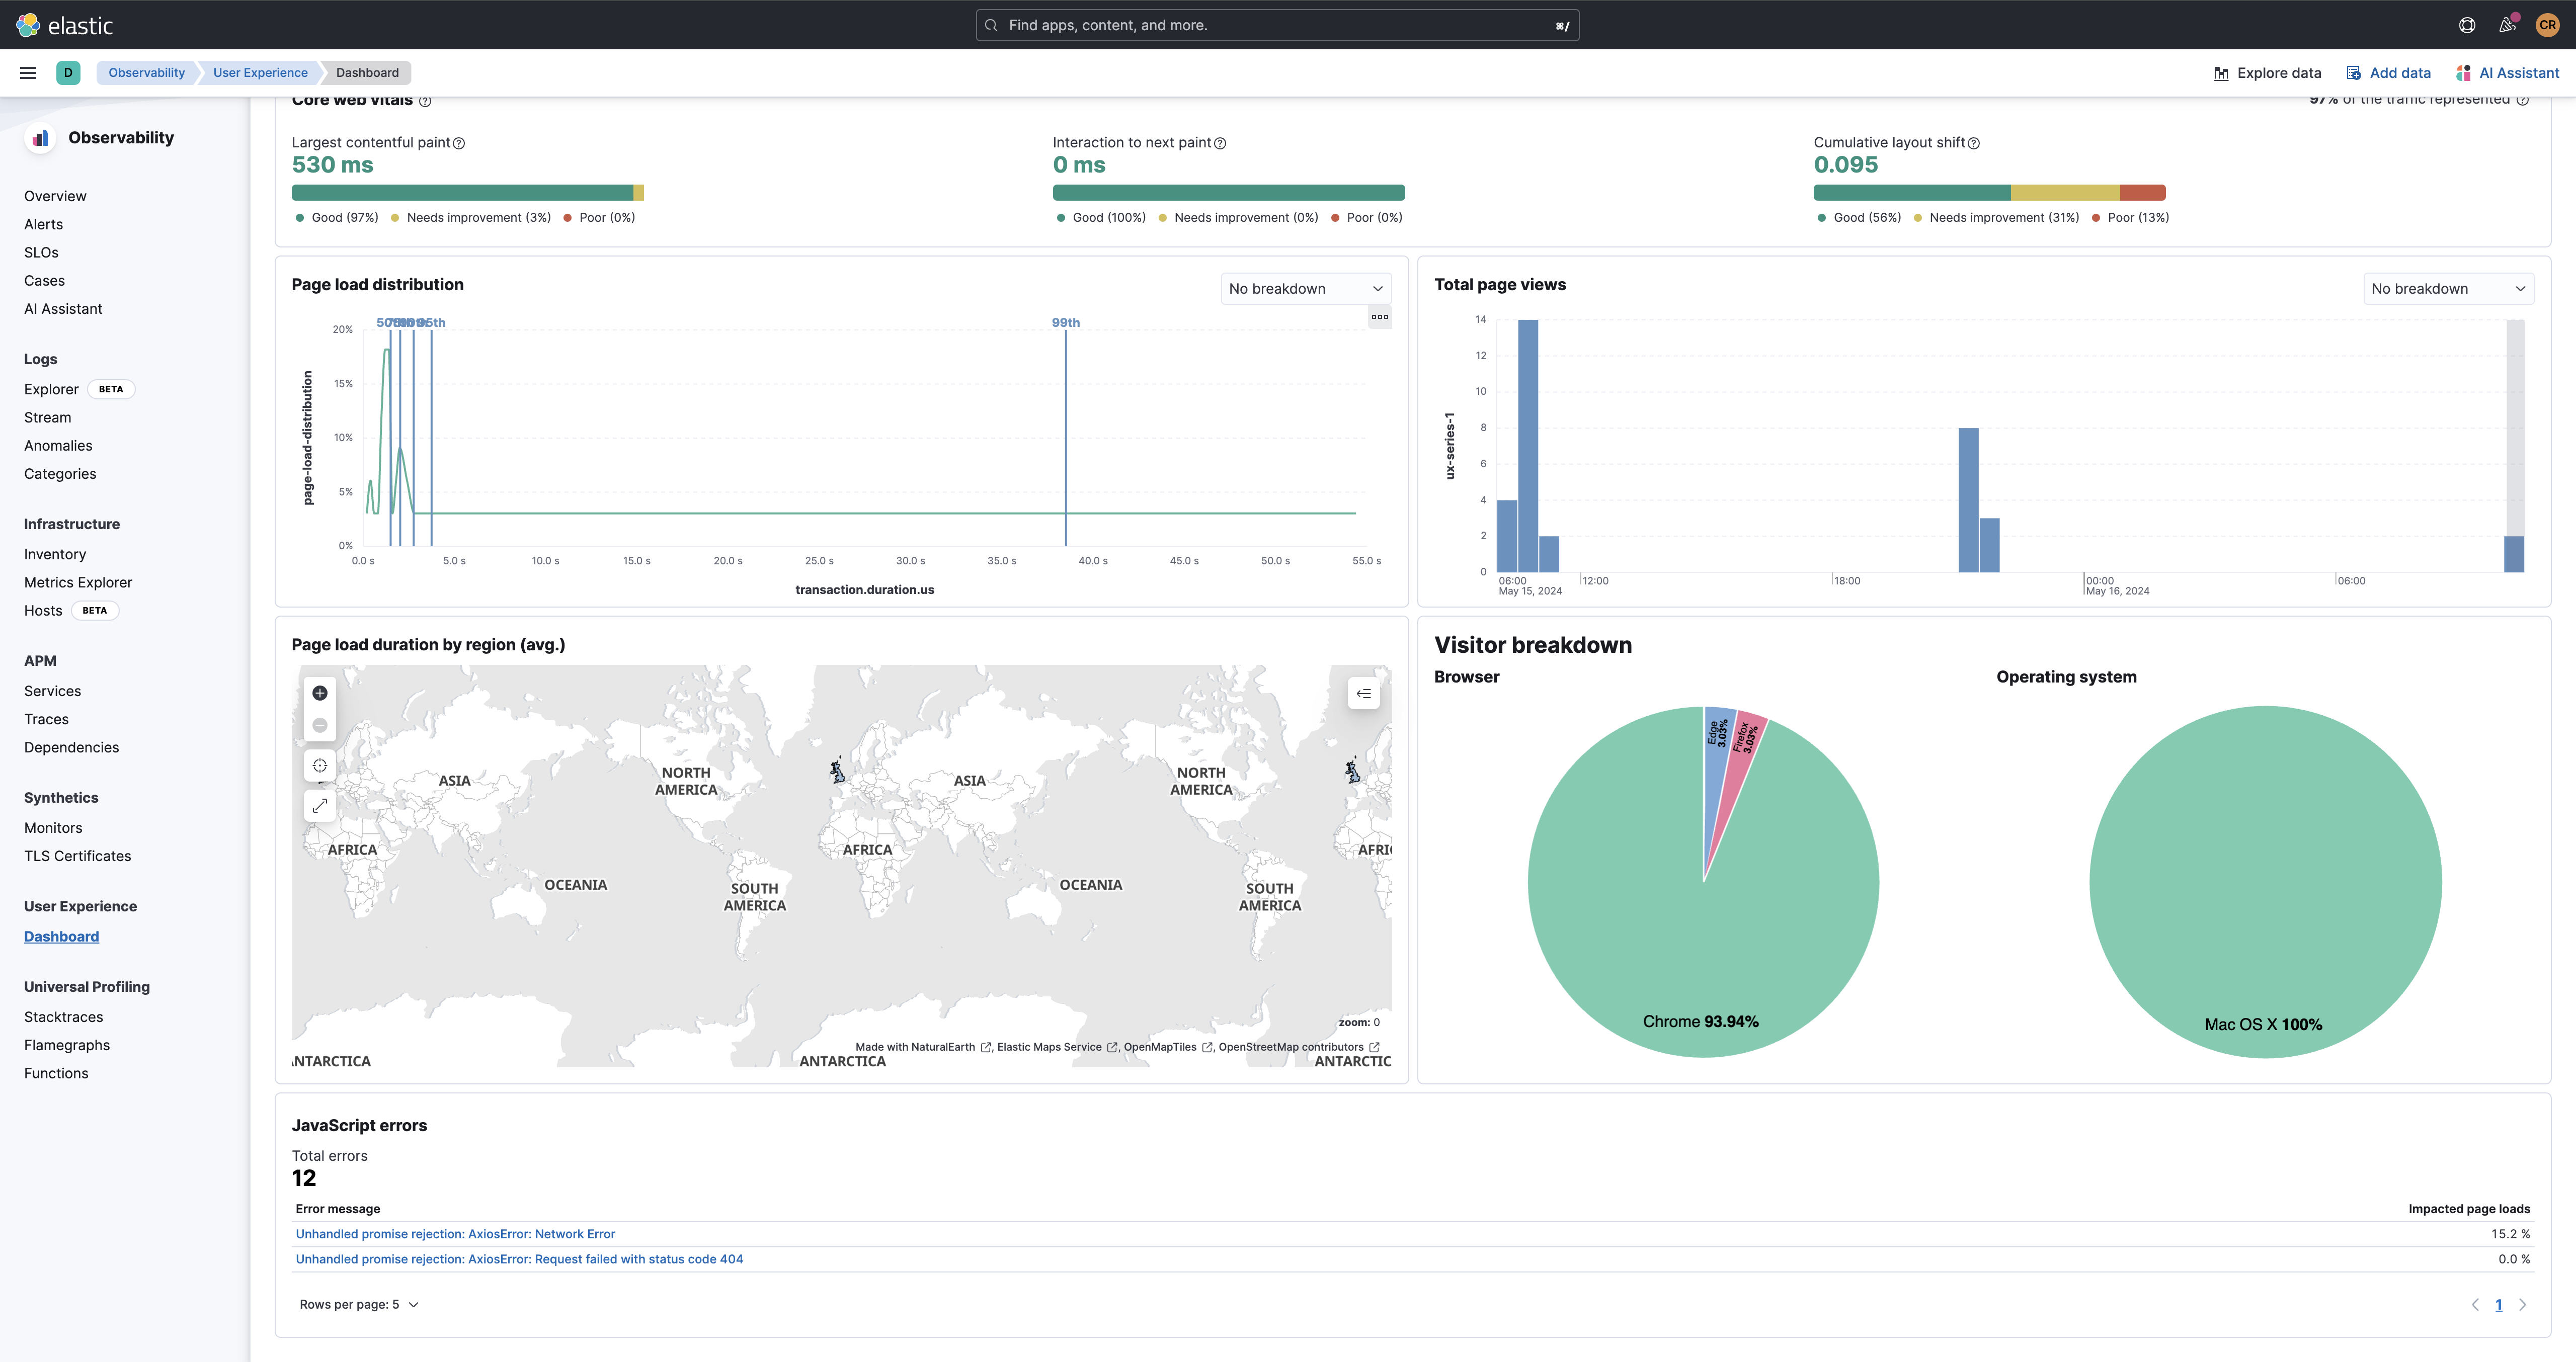 elastic
Find apps, content, and more.
⌘/
CR
D
Observability
User Experience
Dashboard
Explore data
Add data
AI Assistant
Observability
Overview
Alerts
SLOs
Cases
AI Assistant
Logs
Explorer BETA
Stream
Anomalies
Categories
Infrastructure
Inventory
Metrics Explorer
Hosts BETA
APM
Services
Traces
Dependencies
Synthetics
Monitors
TLS Certificates
User Experience
Dashboard
Universal Profiling
Stacktraces
Flamegraphs
Functions
Core web vitals
97% of the traffic represented
Largest contentful paint
530 ms
Good (97%) Needs improvement (3%) Poor (0%)
Interaction to next paint
0 ms
Good (100%) Needs improvement (0%) Poor (0%)
Cumulative layout shift
0.095
Good (56%) Needs improvement (31%) Poor (13%)
Page load distribution
No breakdown
50th 95th 99th
20%
15%
10%
5%
0%
page-load-distribution
0.0 s 5.0 s 10.0 s 15.0 s 20.0 s 25.0 s 30.0 s 35.0 s 40.0 s 45.0 s 50.0 s 55.0 s
transaction.duration.us
Total page views
No breakdown
14
12
10
8
6
4
2
0
ux-series-1
06:00 12:00 18:00 00:00 06:00
May 15, 2024 May 16, 2024
Page load duration by region (avg.)
ASIA
NORTH AMERICA
ASIA
NORTH AMERICA
AFRICA
AFRICA
AFRI
OCEANIA
SOUTH AMERICA
OCEANIA
SOUTH AMERICA
zoom: 0
Made with NaturalEarth, Elastic Maps Service, OpenMapTiles, OpenStreetMap contributors
NTARCTICA
ANTARCTICA
ANTARCTIC
Visitor breakdown
Browser
Edge 3.03%
Firefox 3.03%
Chrome 93.94%
Operating system
Mac OS X 100%
JavaScript errors
Total errors
12
Error message
Impacted page loads
Unhandled promise rejection: AxiosError: Network Error
15.2 %
Unhandled promise rejection: AxiosError: Request failed with status code 404
0.0 %
Rows per page: 5
1